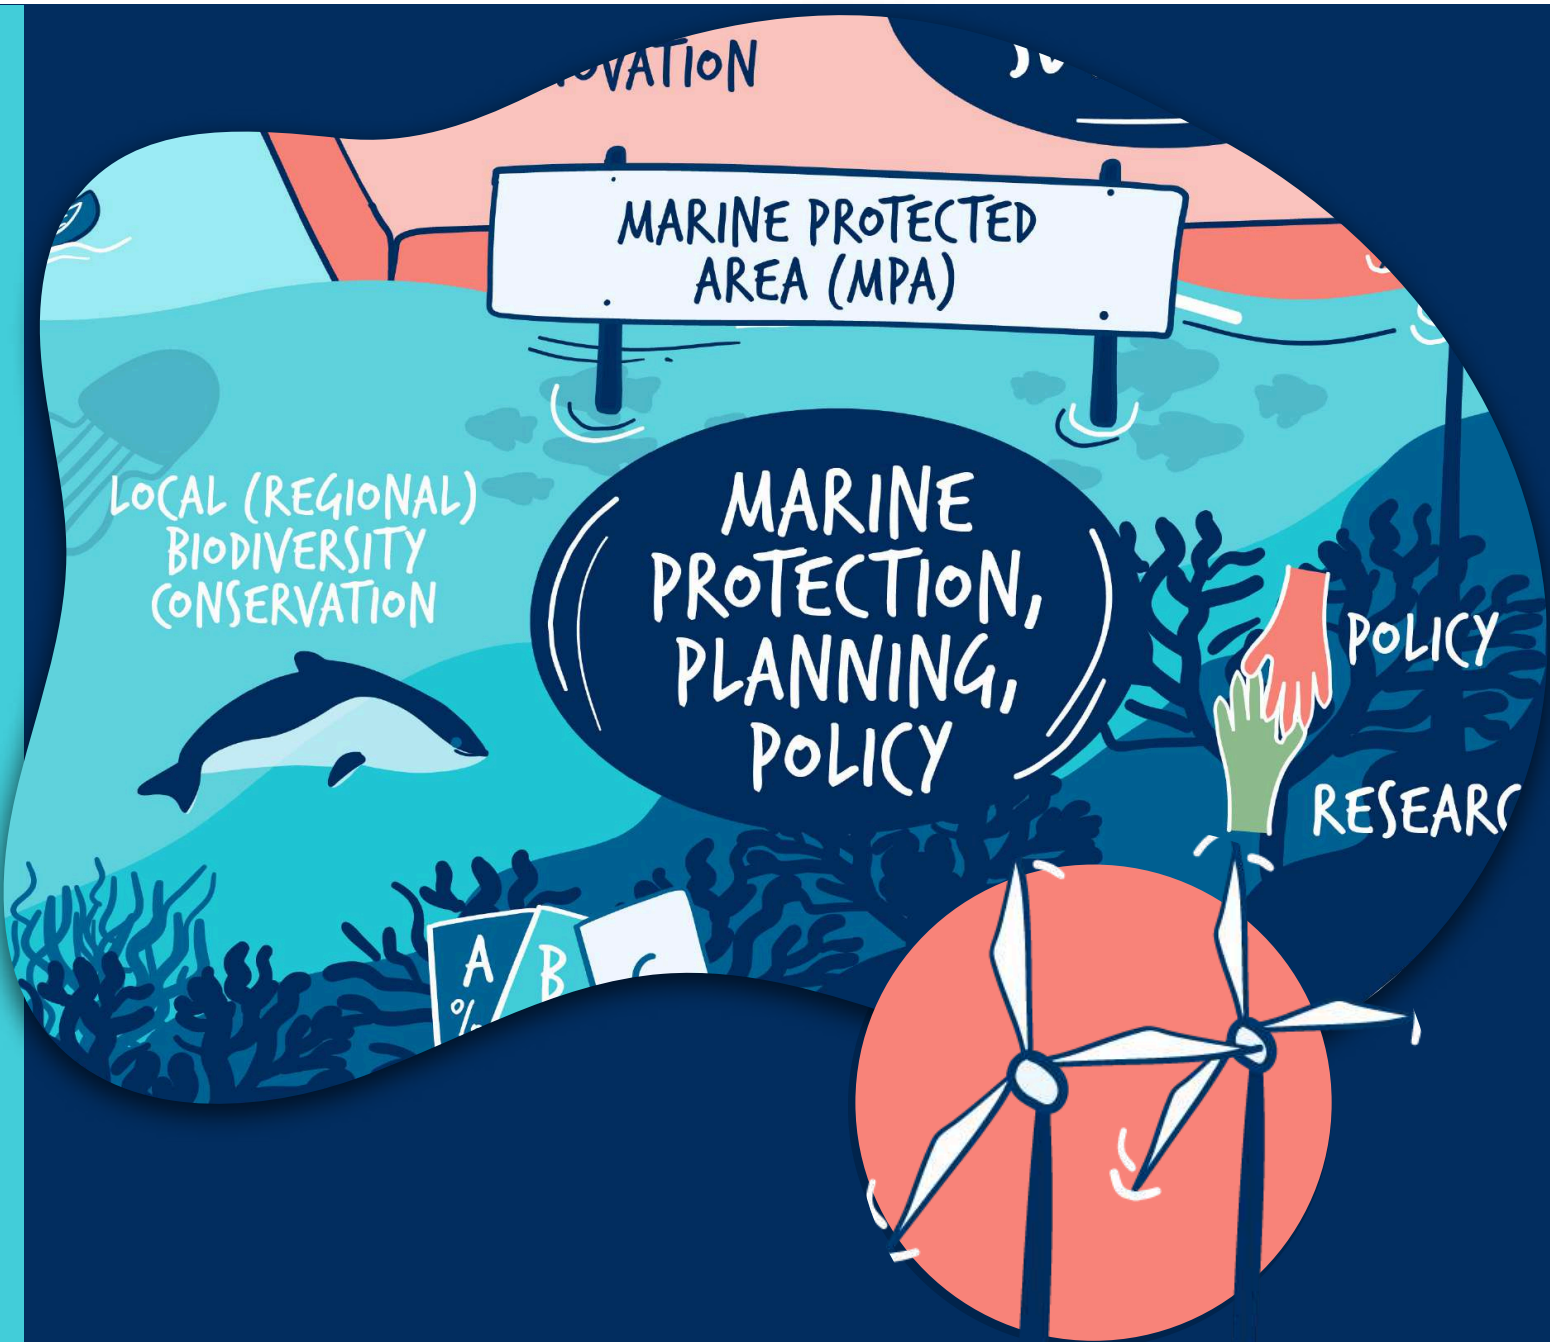 MARINE PROTECTED
AREA (MPA)
LOCAL (REGIONAL)
BIODIVERSITY
CONSERVATION
MARINE
PROTECTION,
PLANNING,
POLICY
POLICY
A
%
B
C